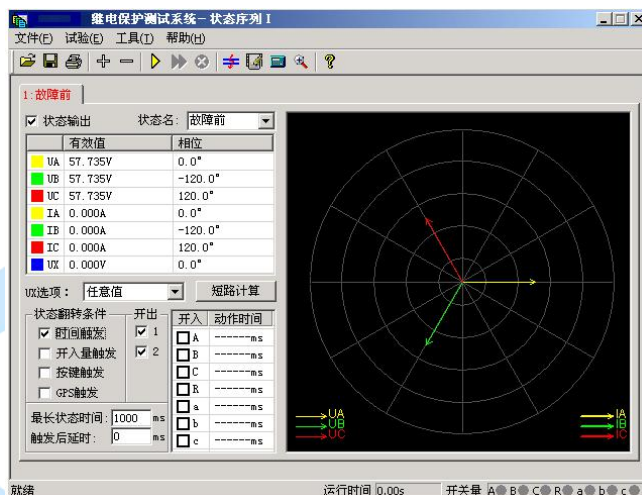 继电保护测试系统-状态序列 I
文件(F) 试验(E) 工具(T) 帮助(H)
1:故障前
状态输出 状态名: 故障前
有效值 相位
UA 57.735V 0.0°
UB 57.735V -120.0°
UC 57.735V 120.0°
IA 0.000A 0.0°
IB 0.000A -120.0°
IC 0.000A 120.0°
UX 0.000V 0.0°
UX选项: 任意值 短路计算
状态翻转条件 开出 开入 动作时间
时间触发 1 A ------ms
开入量触发 2 B ------ms
按键触发 C ------ms
GPS触发 R ------ms
最长状态时间: 1000 ms a ------ms
触发后延时: 0 ms b ------ms
c ------ms
UA
UB
UC
IA
IB
IC
就绪 运行时间 0.00s 开关量 A B C R a b c